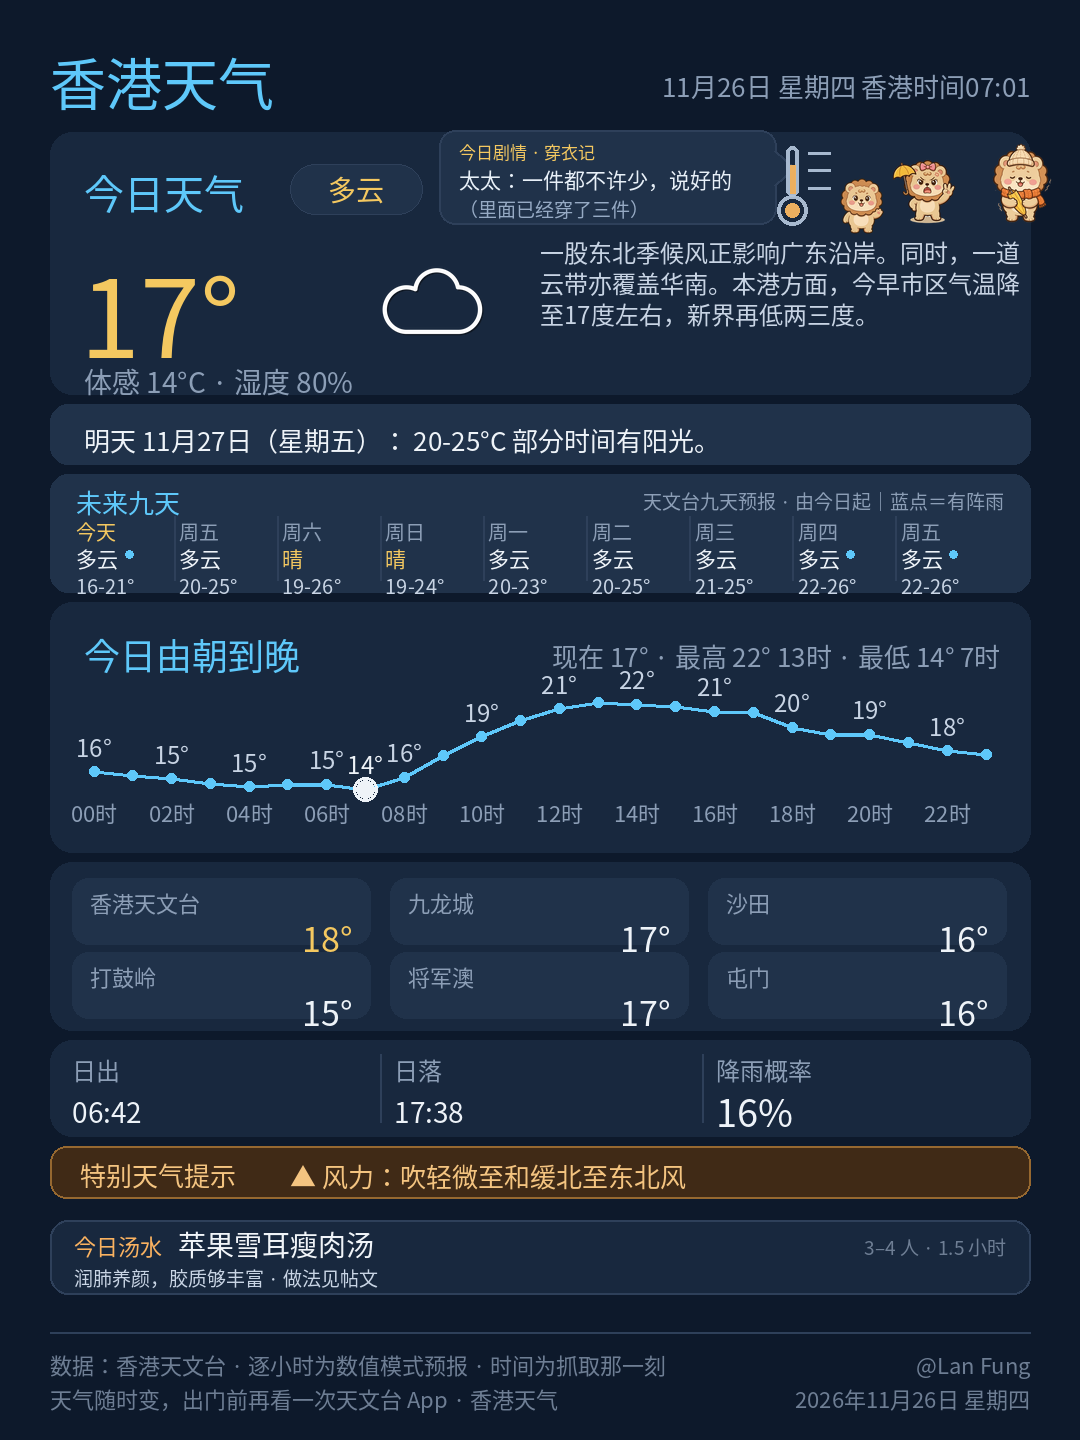 香港天气
11月26日 星期四 香港时间07:01
今日天气
多云
今日剧情 · 穿衣记
太太：一件都不许少，说好的
（里面已经穿了三件）
一股东北季候风正影响广东沿岸。同时，一道
云带亦覆盖华南。本港方面，今早市区气温降
至17度左右，新界再低两三度。
17°
体感 14°C · 湿度 80%
明天 11月27日（星期五）：20-25°C 部分时间有阳光。
未来九天
天文台九天预报 · 由今日起｜蓝点＝有阵雨
今天 周五 周六 周日 周一 周二 周三 周四 周五
多云 多云 晴 晴 多云 多云 多云 多云 多云
16-21° 20-25° 19-26° 19-24° 20-23° 20-25° 21-25° 22-26° 22-26°
今日由朝到晚
现在 17° · 最高 22° 13时 · 最低 14° 7时
16° 15° 15° 15° 14° 16° 19° 21° 22° 21° 20° 19° 18°
00时 02时 04时 06时 08时 10时 12时 14时 16时 18时 20时 22时
香港天文台 九龙城 沙田
18° 17° 16°
打鼓岭 将军澳 屯门
15° 17° 16°
日出 日落 降雨概率
06:42 17:38 16%
特别天气提示 ▲ 风力：吹轻微至和缓北至东北风
今日汤水 苹果雪耳瘦肉汤
3–4 人 · 1.5 小时
润肺养颜，胶质够丰富 · 做法见帖文
数据：香港天文台 · 逐小时为数值模式预报 · 时间为抓取那一刻
@Lan Fung
天气随时变，出门前再看一次天文台 App · 香港天气
2026年11月26日 星期四